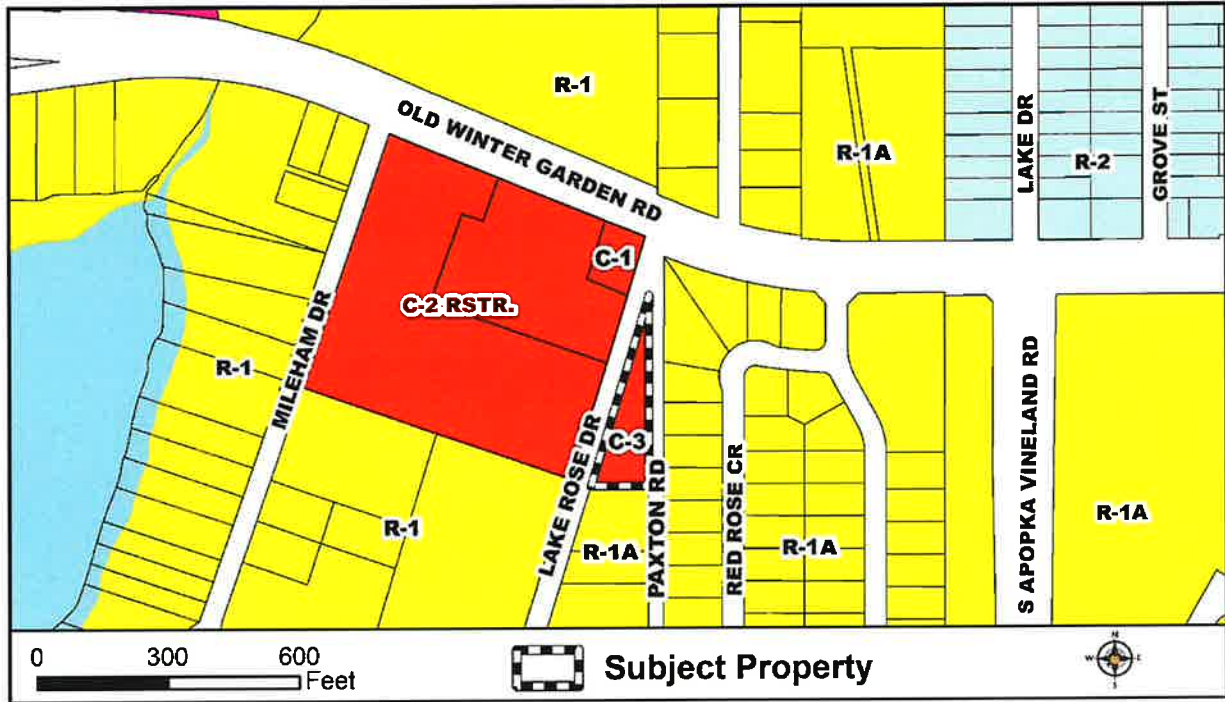 R-1
OLD WINTER GARDEN RD
R-1A
LAKE DR
R-2
GROVE ST
C-1
C-2 RSTR.
MILEHAM DR
R-1
C-3
LAKE ROSE DR
PAXTON RD
RED ROSE CR
S APOPKA VINELAND RD
R-1
R-1A
R-1A
R-1A
0 300 600
Feet
Subject Property
N
W E
S